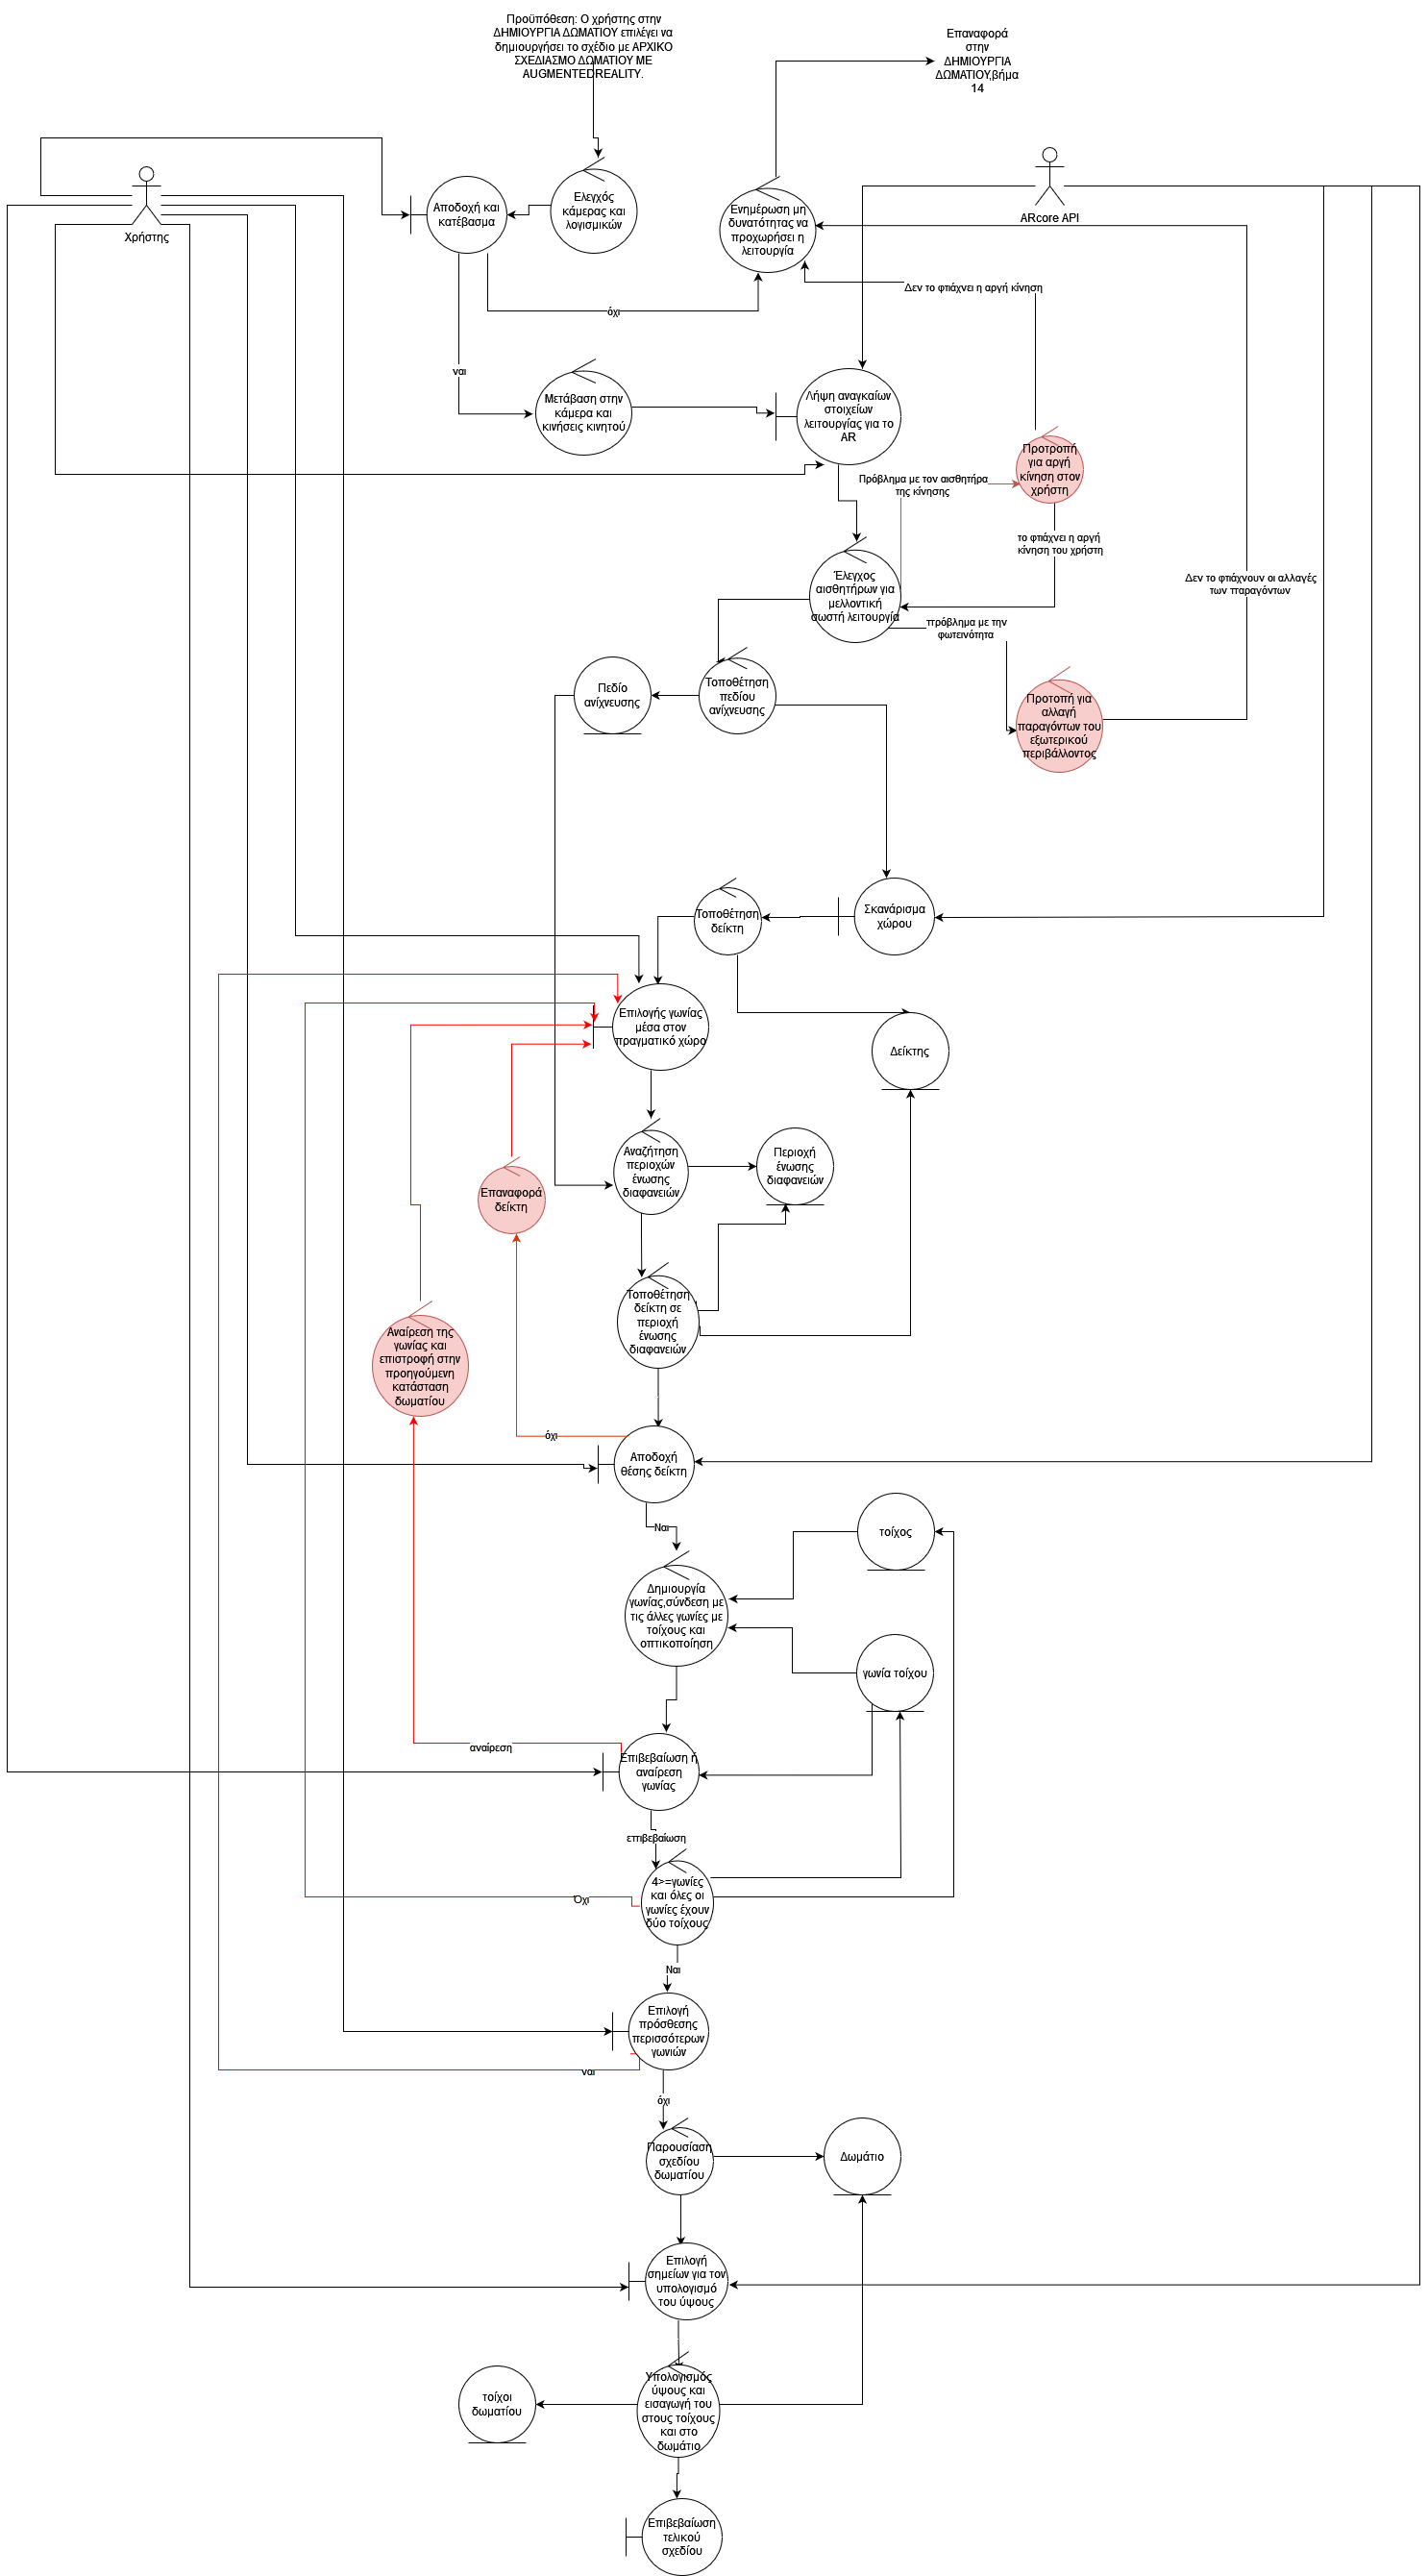 Προϋπόθεση: Ο χρήστης στην
ΔΗΜΙΟΥΡΓΙΑ ΔΩΜΑΤΙΟΥ επιλέγει να
δημιουργήσει το σχέδιο με ΑΡΧΙΚΟ
ΣΧΕΔΙΑΣΜΟ ΔΩΜΑΤΙΟΥ ΜΕ
AUGMENTEDREALITY.
Επαναφορά
στην
ΔΗΜΙΟΥΡΓΙΑ
ΔΩΜΑΤΙΟΥ,βήμα
14
Χρήστης
Αποδοχή και
κατέβασμα
Ελεγχός
κάμερας και
λογισμικών
Ενημέρωση μη
δυνατότητας να
προχωρήσει η
λειτουργία
ARcore API
Δεν το φτιάχνει η αργή κίνηση
όχι
ναι
Μετάβαση στην
κάμερα και
κινήσεις κινητού
Λήψη αναγκαίων
στοιχείων
λειτουργίας για το
AR
Προτροπή
για αργή
κίνηση στον
χρήστη
Πρόβλημα με τον αισθητήρα
της κίνησης
το φτιάχνει η αργή
κίνηση του χρήστη
Έλεγχος
αισθητήρων για
μελλοντική
σωστή λειτουργία
Δεν το φτιάχνουν οι αλλαγές
των παραγόντων
πρόβλημα με την
φωτεινότητα
Πεδίο
ανίχνευσης
Τοποθέτηση
πεδίου
ανίχνευσης
Προτοπή για
αλλαγή
παραγόντων του
εξωτερικού
περιβάλλοντος
Τοποθέτηση
δείκτη
Σκανάρισμα
χώρου
Επιλογής γωνίας
μέσα στον
πραγματικό χώρο
Δείκτης
Αναζήτηση
περιοχών
ένωσης
διαφανειών
Περιοχή
ένωσης
διαφανειών
Επαναφορά
δείκτη
Τοποθέτηση
δείκτη σε
περιοχή
ένωσης
διαφανειών
Αναίρεση της
γωνίας και
επιστροφή στην
προηγούμενη
κατάσταση
δωματίου
όχι
Αποδοχή
θέσης δείκτη
Ναι
τοίχος
Δημιουργία
γωνίας,σύνδεση με
τις άλλες γωνίες με
τοίχους και
οπτικοποίηση
γωνία τοίχου
αναίρεση
Επιβεβαίωση ή
αναίρεση
γωνίας
επιβεβαίωση
4>=γωνίες
και όλες οι
γωνίες έχουν
δύο τοίχους
Όχι
Ναι
Επιλογή
πρόσθεσης
περισσότερων
γωνιών
ναι
όχι
Παρουσίαση
σχεδίου
δωματίου
Δωμάτιο
Επιλογή
σημείων για τον
υπολογισμό
του ύψους
τοίχοι
δωματίου
Υπολογισμός
ύψους και
εισαγωγή του
στους τοίχους
και στο
δωμάτιο
Επιβεβαίωση
τελικού
σχεδίου